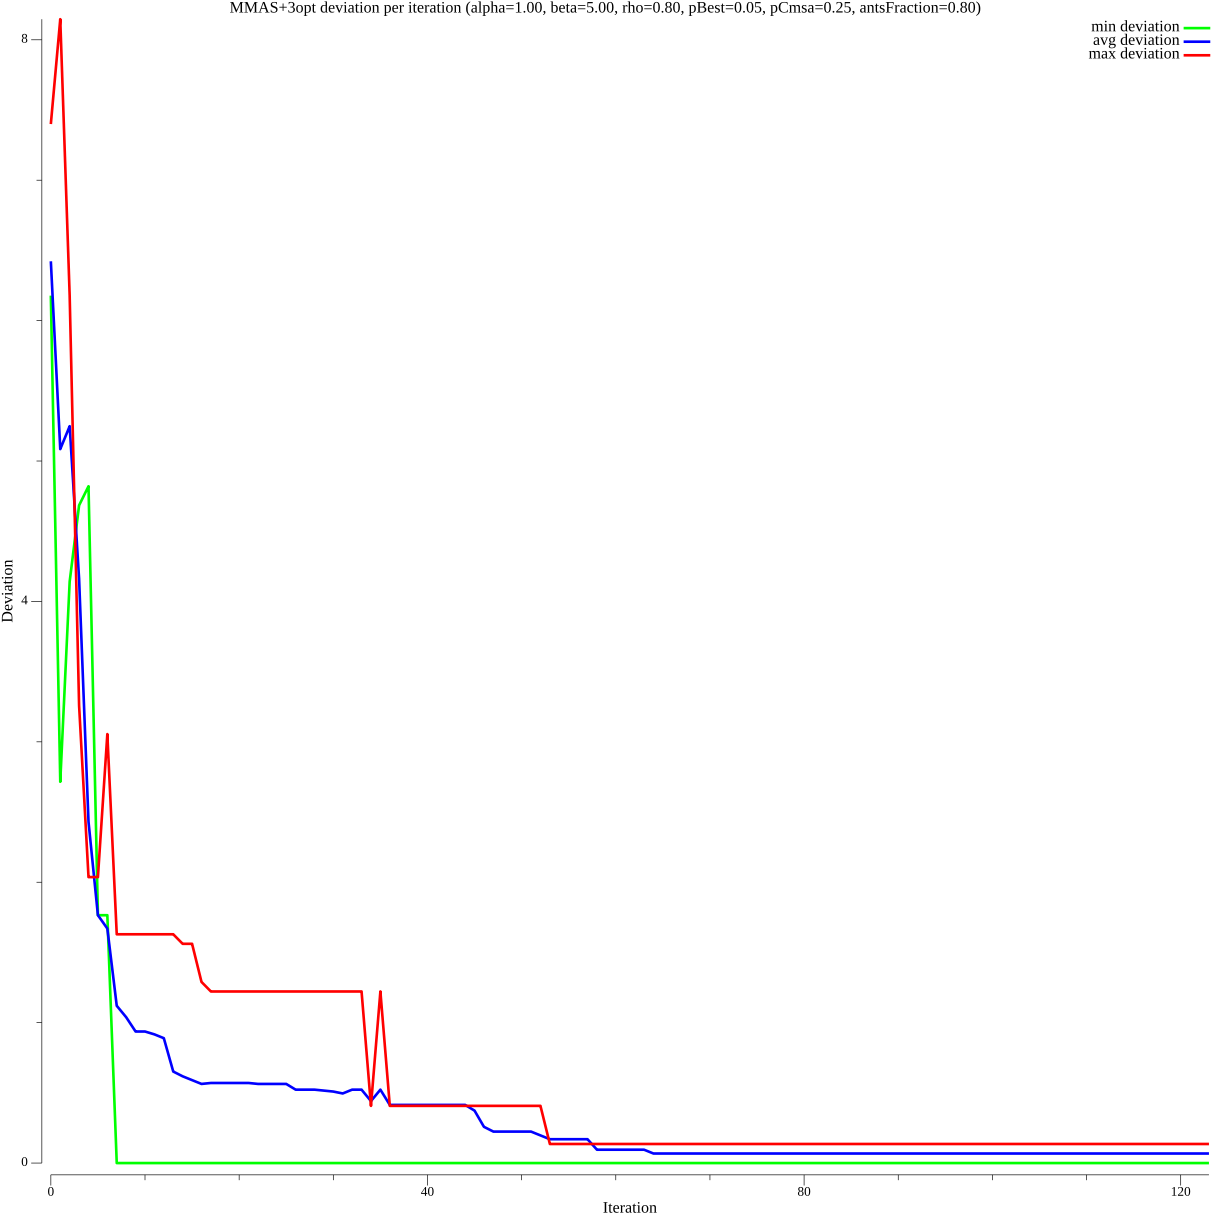 MMAS+3opt deviation per iteration (alpha=1.00, beta=5.00, rho=0.80, pBest=0.05, pCmsa=0.25, antsFraction=0.80)
min deviation
avg deviation
max deviation
8
4
0
Deviation
0
40
80
120
Iteration